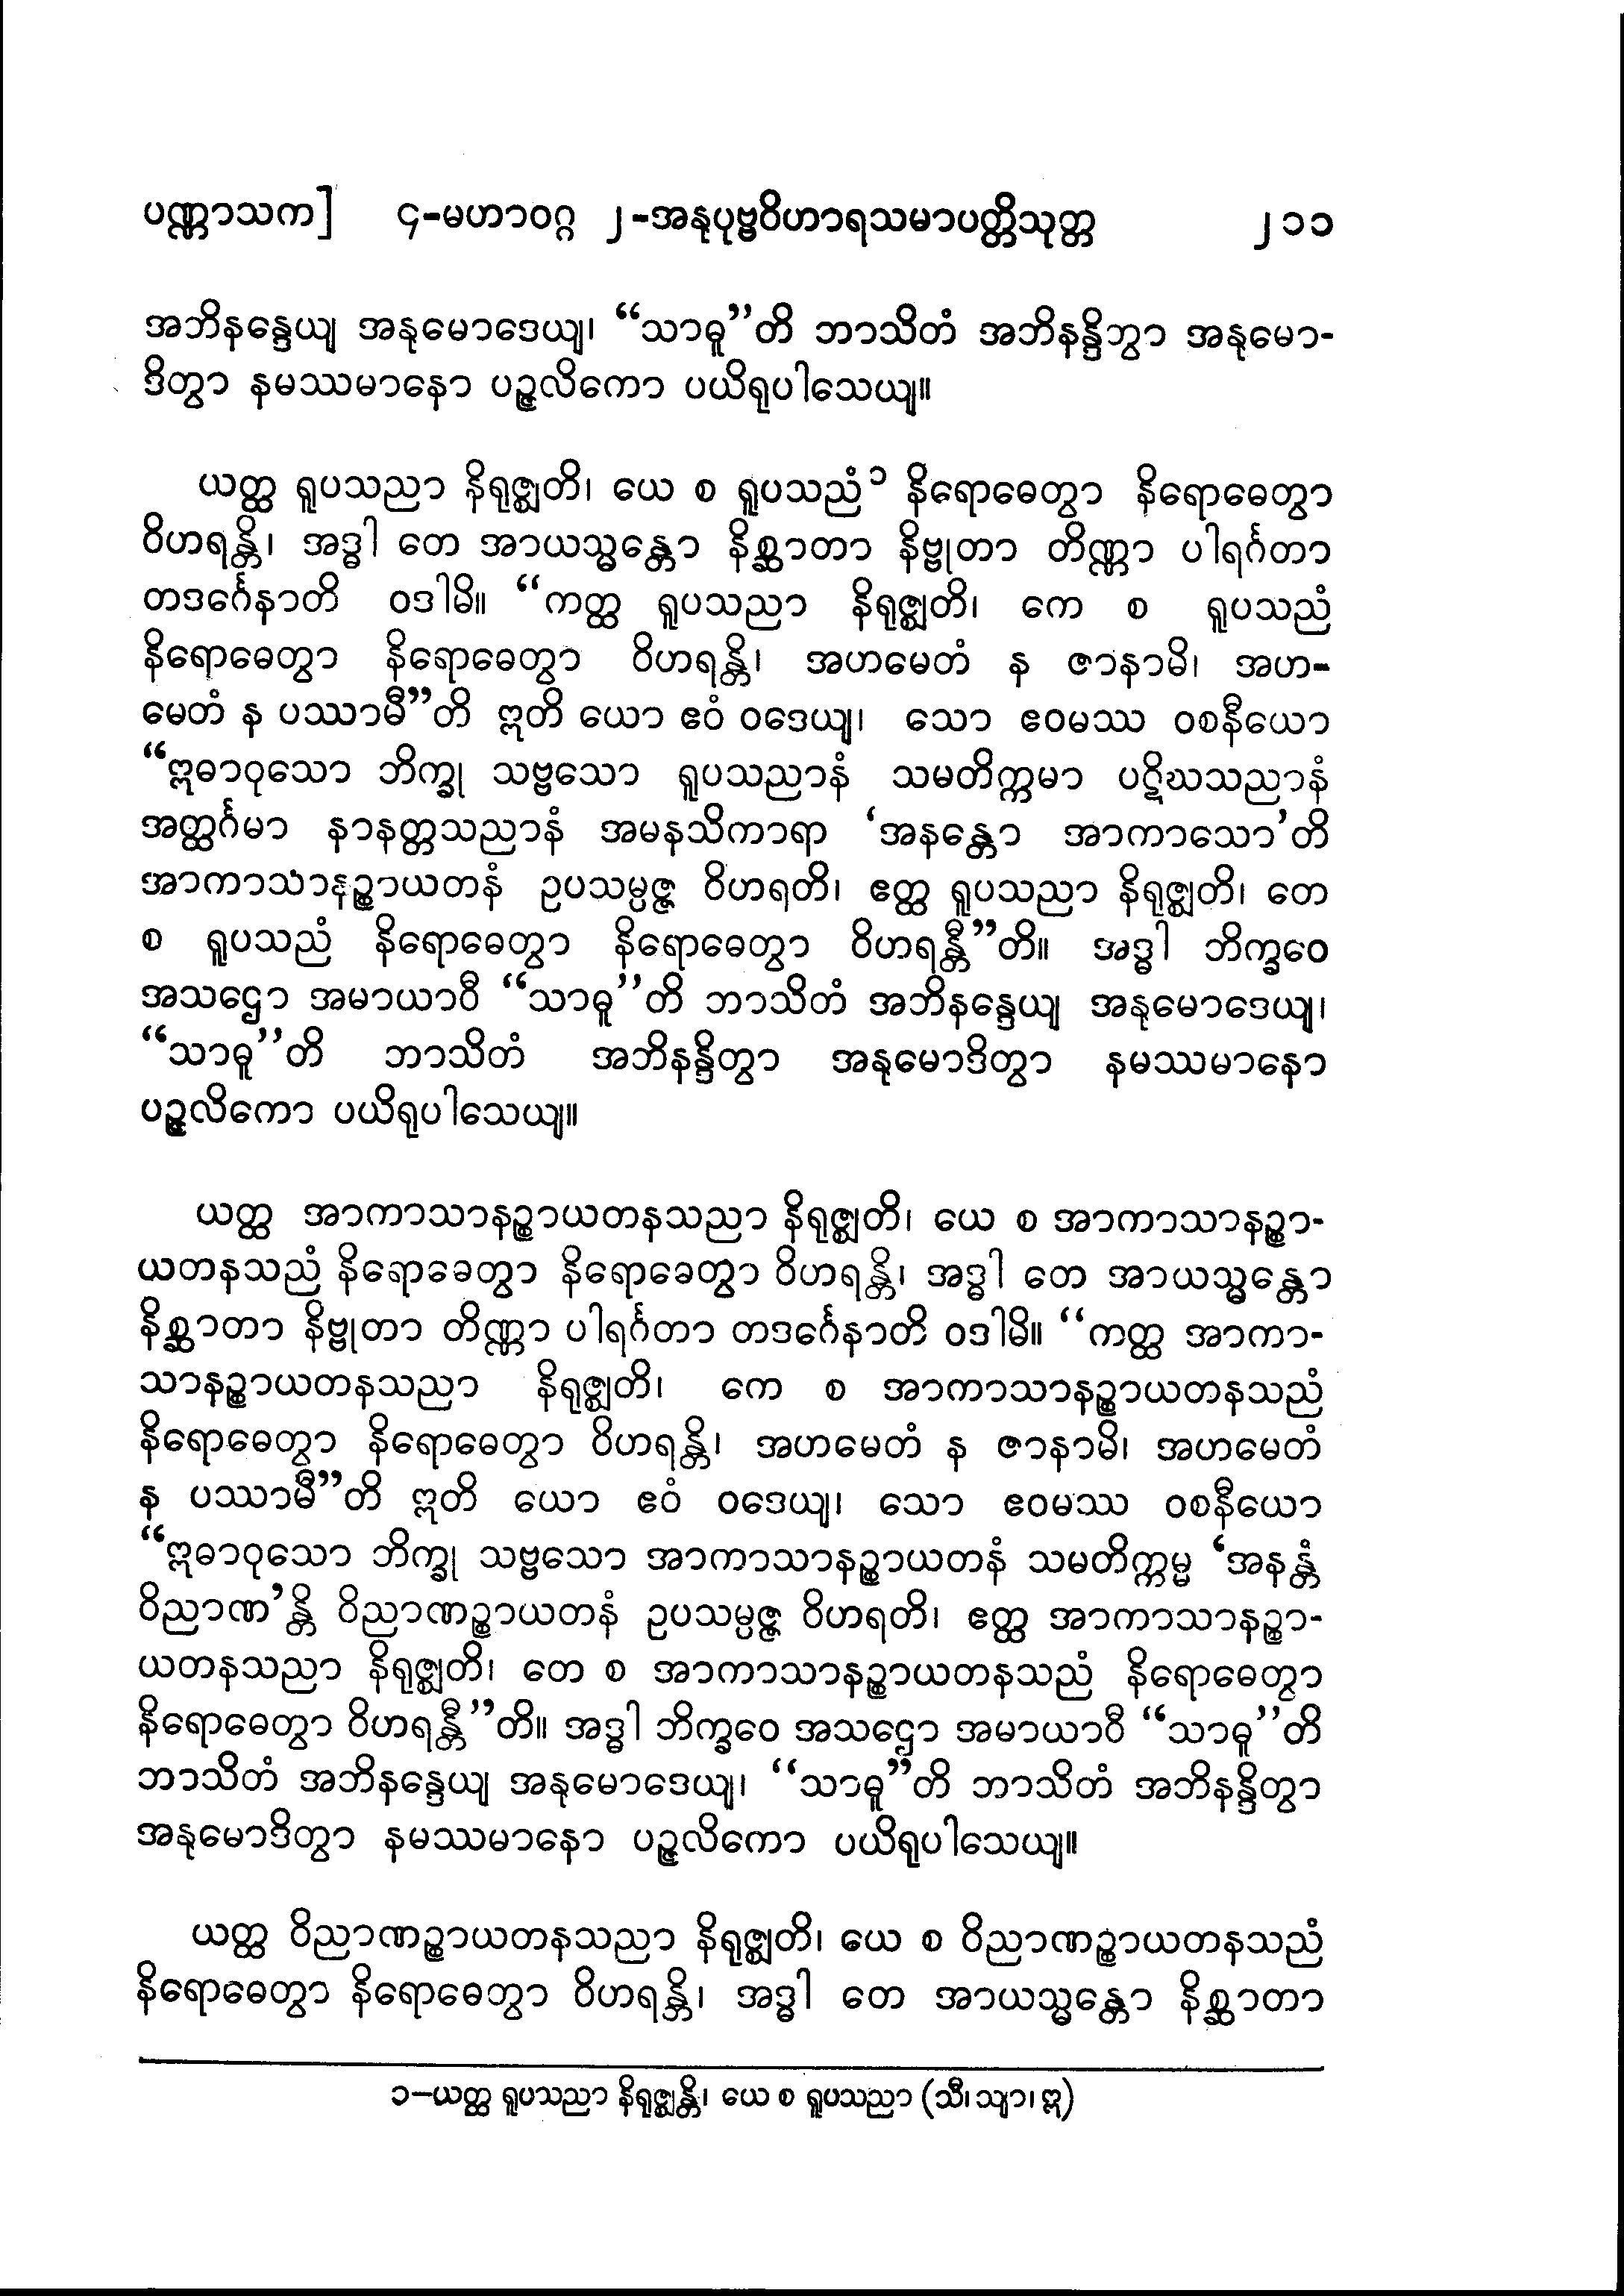 ပဏ္ဏာသက] ၄-မဟာဝဂ္ဂ ၂-အနုပုဗ္ဗဝိဟာရသမာပတ္တိသုတ္တ ၂၁၁
အဘိနန္ဒေယျ အနုမောဒေယျ၊ “သာဓူ”တိ ဘာသိတံ အဘိနန္ဒိဘွာ အနုမော-
ဒိတွာ နမဿမာနော ပဉ္ဇလိကော ပယိရုပါသေယျ။
ယတ္ထ ရူပသညာ နိရုဇ္ဈတိ၊ ယေ စ ရူပသညံ၁ နိရောဓေတွာ နိရောဓေတွာ
ဝိဟရန္တိ၊ အဒ္ဓါ တေ အာယသ္မန္တော နိစ္ဆာတာ နိဗ္ဗုတာ တိဏ္ဏာ ပါရင်္ဂတာ
တဒင်္ဂေနာတိ ဝဒါမိ။ “ကတ္ထ ရူပသညာ နိရုဇ္ဈတိ၊ ကေ စ ရူပသညံ
နိရောဓေတွာ နိရောဓေတွာ ဝိဟရန္တိ၊ အဟမေတံ န ဇာနာမိ၊ အဟ-
မေတံ န ပဿာမီ”တိ ဣတိ ယော ဧဝံ ဝဒေယျ၊ သော ဧဝမဿ ဝစနီယော
“ဣဓာဝုသော ဘိက္ခု သဗ္ဗသော ရူပသညာနံ သမတိက္ကမာ ပဋိဃသညာနံ
အတ္ထင်္ဂမာ နာနတ္တသညာနံ အမနသိကာရာ ‘အနန္တော အာကာသော’တိ
အာကာသာနဉ္စာယတနံ ဥပသမ္ပဇ္ဇ ဝိဟရတိ၊ ဧတ္ထ ရူပသညာ နိရုဇ္ဈတိ၊ တေ
စ ရူပသညံ နိရောဓေတွာ နိရောဓေတွာ ဝိဟရန္တီ”တိ။ အဒ္ဓါ ဘိက္ခဝေ
အသဌော အမာယာဝီ “သာဓူ”တိ ဘာသိတံ အဘိနန္ဒေယျ အနုမောဒေယျ၊
“သာဓူ”တိ ဘာသိတံ အဘိနန္ဒိတွာ အနုမောဒိတွာ နမဿမာနော
ပဉ္ဇလိကော ပယိရုပါသေယျ။
ယတ္ထ အာကာသာနဉ္စာယတနသညာ နိရုဇ္ဈတိ၊ ယေ စ အာကာသာနဉ္စာ-
ယတနသညံ နိရောခေတွာ နိရောခေတွာ ဝိဟရန္တိ၊ အဒ္ဓါ တေ အာယသ္မန္တော
နိစ္ဆာတာ နိဗ္ဗုတာ တိဏ္ဏာ ပါရင်္ဂတာ တဒင်္ဂေနာတိ ဝဒါမိ။ “ကတ္ထ အာကာ-
သာနဉ္စာယတနသညာ နိရုဇ္ဈတိ၊ ကေ စ အာကာသာနဉ္စာယတနသညံ
နိရောဓေတွာ နိရောဓေတွာ ဝိဟရန္တိ၊ အဟမေတံ န ဇာနာမိ၊ အဟမေတံ
န ပဿာမီ”တိ ဣတိ ယော ဧဝံ ဝဒေယျ၊ သော ဧဝမဿ ဝစနီယော
“ဣဓာဝုသော ဘိက္ခု သဗ္ဗသော အာကာသာနဉ္စာယတနံ သမတိက္ကမ္မ ‘အနန္တံ
ဝိညာဏ’န္တိ ဝိညာဏဉ္စာယတနံ ဥပသမ္ပဇ္ဇ ဝိဟရတိ၊ ဧတ္ထ အာကာသာနဉ္စာ-
ယတနသညာ နိရုဇ္ဈတိ၊ တေ စ အာကာသာနဉ္စာယတနသညံ နိရောဓေတွာ
နိရောဓေတွာ ဝိဟရန္တီ”တိ။ အဒ္ဓါ ဘိက္ခဝေ အသဌော အမာယာဝီ “သာဓူ”တိ
ဘာသိတံ အဘိနန္ဒေယျ အနုမောဒေယျ၊ “သာဓူ”တိ ဘာသိတံ အဘိနန္ဒိတွာ
အနုမောဒိတွာ နမဿမာနော ပဉ္ဇလိကော ပယိရုပါသေယျ။
ယတ္ထ ဝိညာဏဉ္စာယတနသညာ နိရုဇ္ဈတိ၊ ယေ စ ဝိညာဏဉ္စာယတနသညံ
နိရောဓေတွာ နိရောဓေတွာ ဝိဟရန္တိ၊ အဒ္ဓါ တေ အာယသ္မန္တော နိစ္ဆာတာ
၁−ယတ္ထ ရူပသညာ နိရုဇ္ဈန္တိ၊ ယေ စ ရူပသညာ (သီ၊ သျာ၊ ဣ)